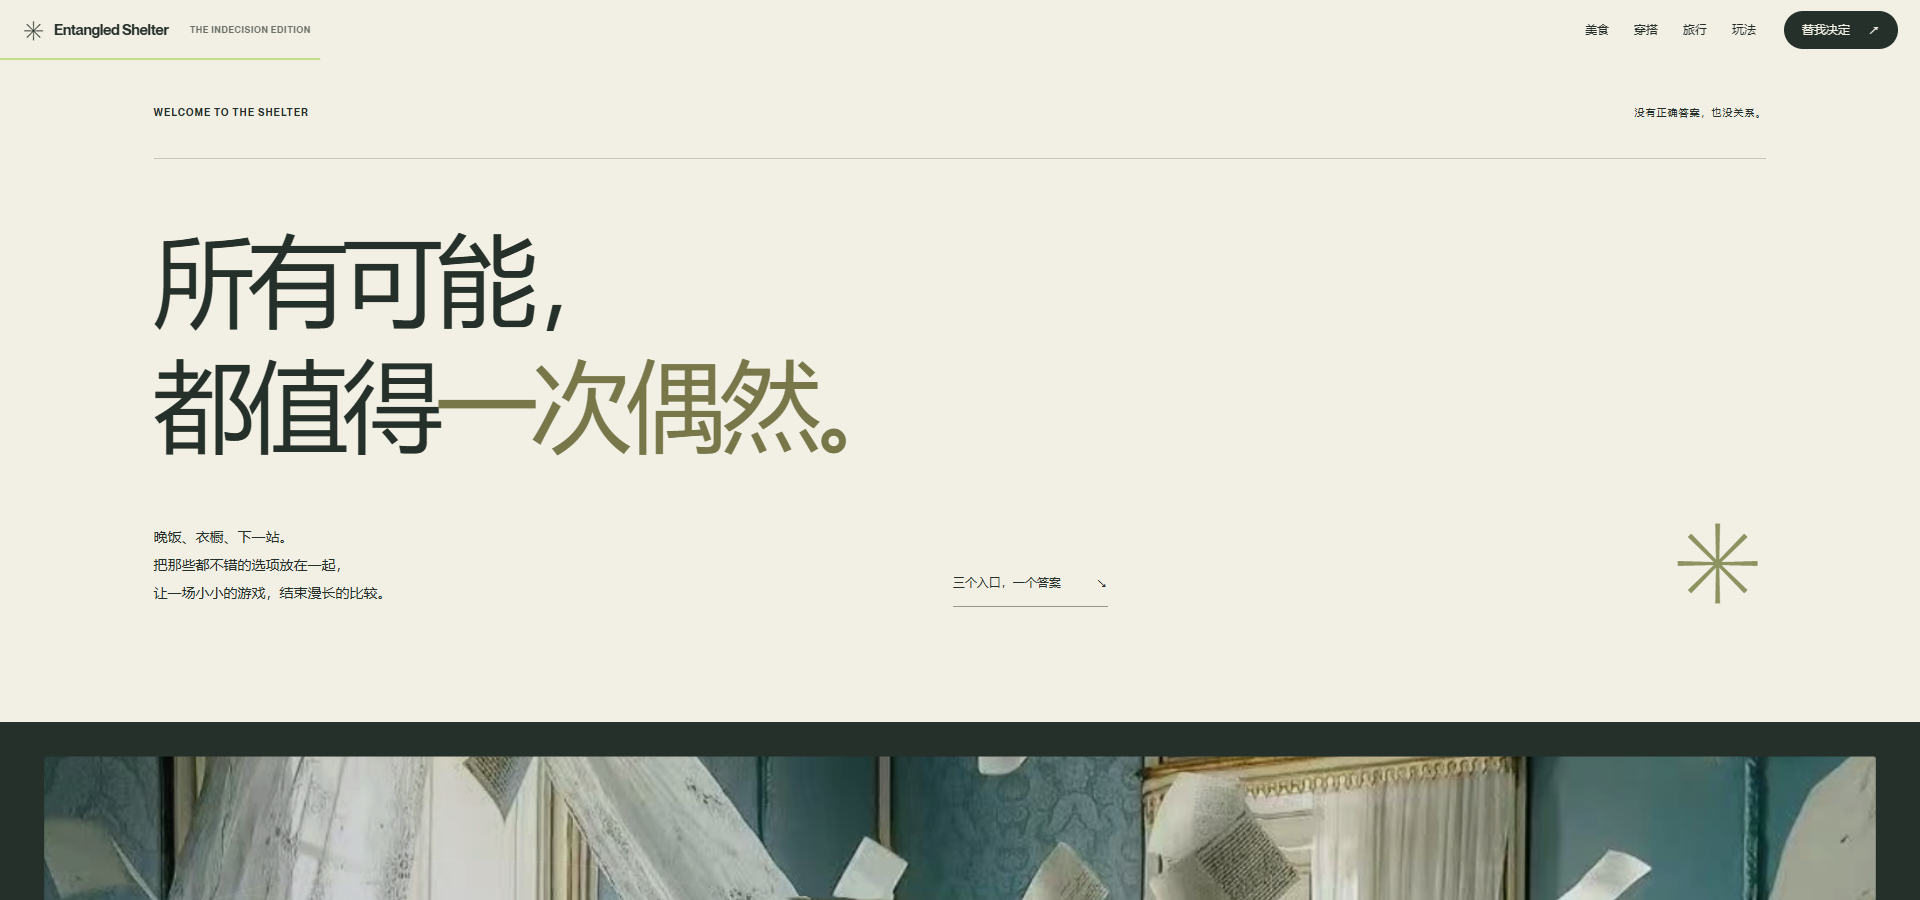 Entangled Shelter
THE INDECISION EDITION
美食
穿搭
旅行
玩法
替我决定 ↗
WELCOME TO THE SHELTER
没有正确答案，也没关系。
所有可能，
都值得一次偶然。
晚饭、衣橱、下一站。
把那些都不错的选项放在一起，
让一场小小的游戏，结束漫长的比较。
三个入口，一个答案 ↘